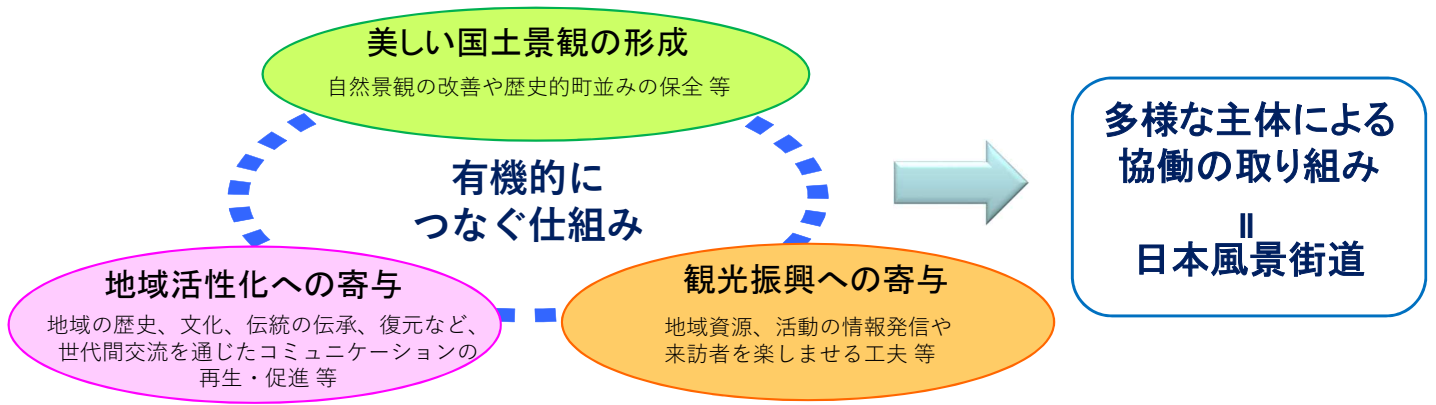 美しい国土景観の形成
自然景観の改善や歴史的町並みの保全 等
有機的に
つなぐ仕組み
地域活性化への寄与
地域の歴史、文化、伝統の伝承、復元など、
世代間交流を通じたコミュニケーションの
再生・促進 等
観光振興への寄与
地域資源、活動の情報発信や
来訪者を楽しませる工夫 等
多様な主体による
協働の取り組み
＝
日本風景街道